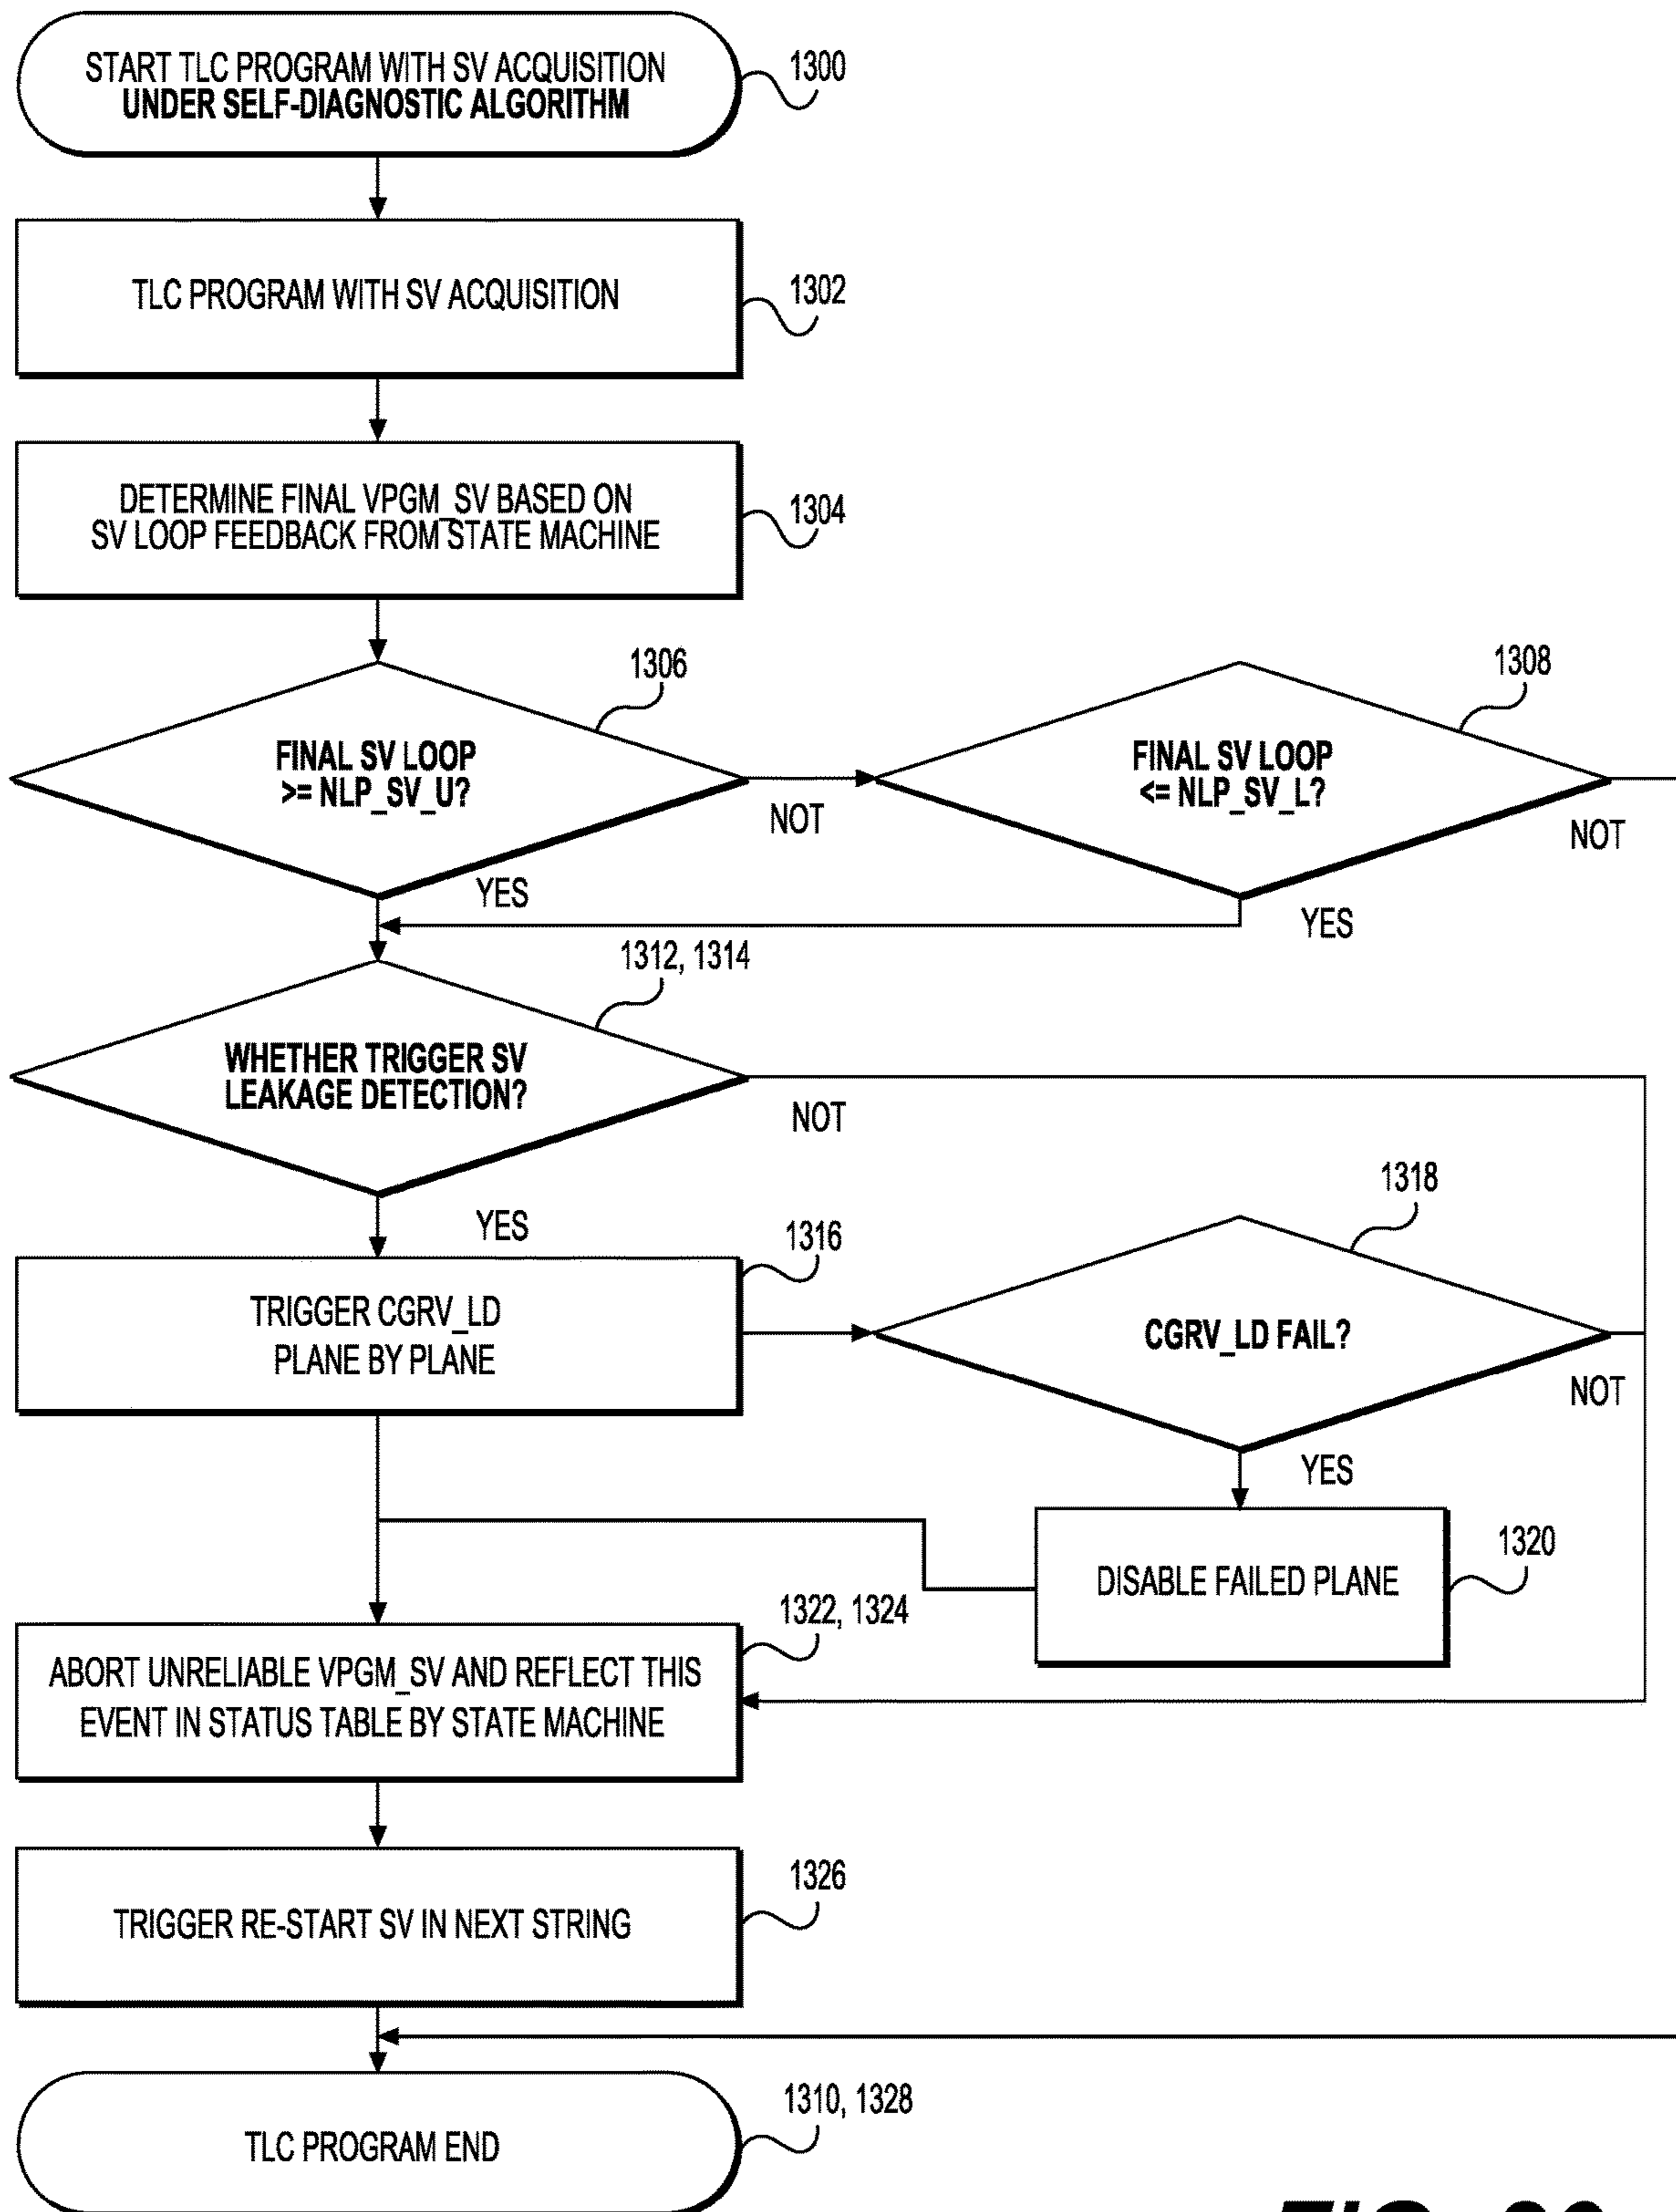 START TLC PROGRAM WITH SV ACQUISITION
UNDER SELF-DIAGNOSTIC ALGORITHM
1300
TLC PROGRAM WITH SV ACQUISITION
1302
DETERMINE FINAL VPGM_SV BASED ON
SV LOOP FEEDBACK FROM STATE MACHINE
1304
1306
FINAL SV LOOP
>= NLP_SV_U?
NOT
YES
1308
FINAL SV LOOP
<= NLP_SV_L?
NOT
YES
1312, 1314
WHETHER TRIGGER SV
LEAKAGE DETECTION?
NOT
YES
1316
TRIGGER CGRV_LD
PLANE BY PLANE
1318
CGRV_LD FAIL?
NOT
YES
DISABLE FAILED PLANE
1320
1322, 1324
ABORT UNRELIABLE VPGM_SV AND REFLECT THIS
EVENT IN STATUS TABLE BY STATE MACHINE
TRIGGER RE-START SV IN NEXT STRING
1326
TLC PROGRAM END
1310, 1328